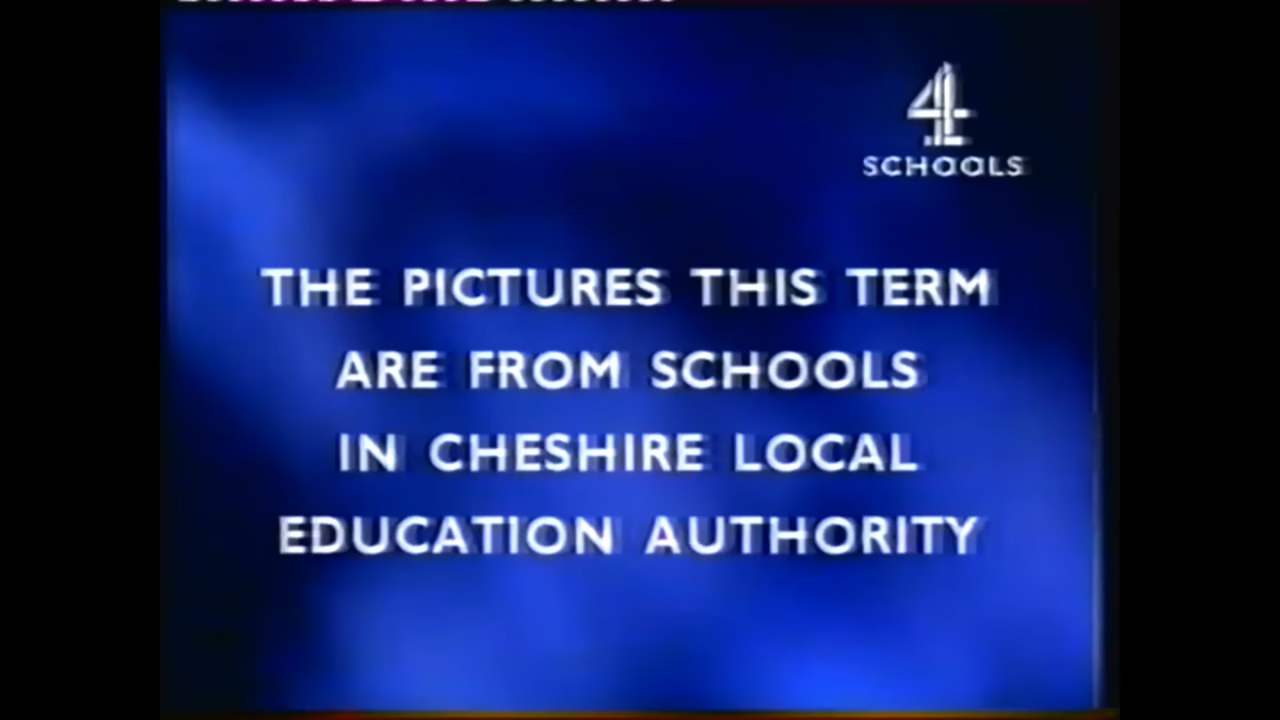 4
SCHOOLS
THE PICTURES THIS TERM
ARE FROM SCHOOLS
IN CHESHIRE LOCAL
EDUCATION AUTHORITY